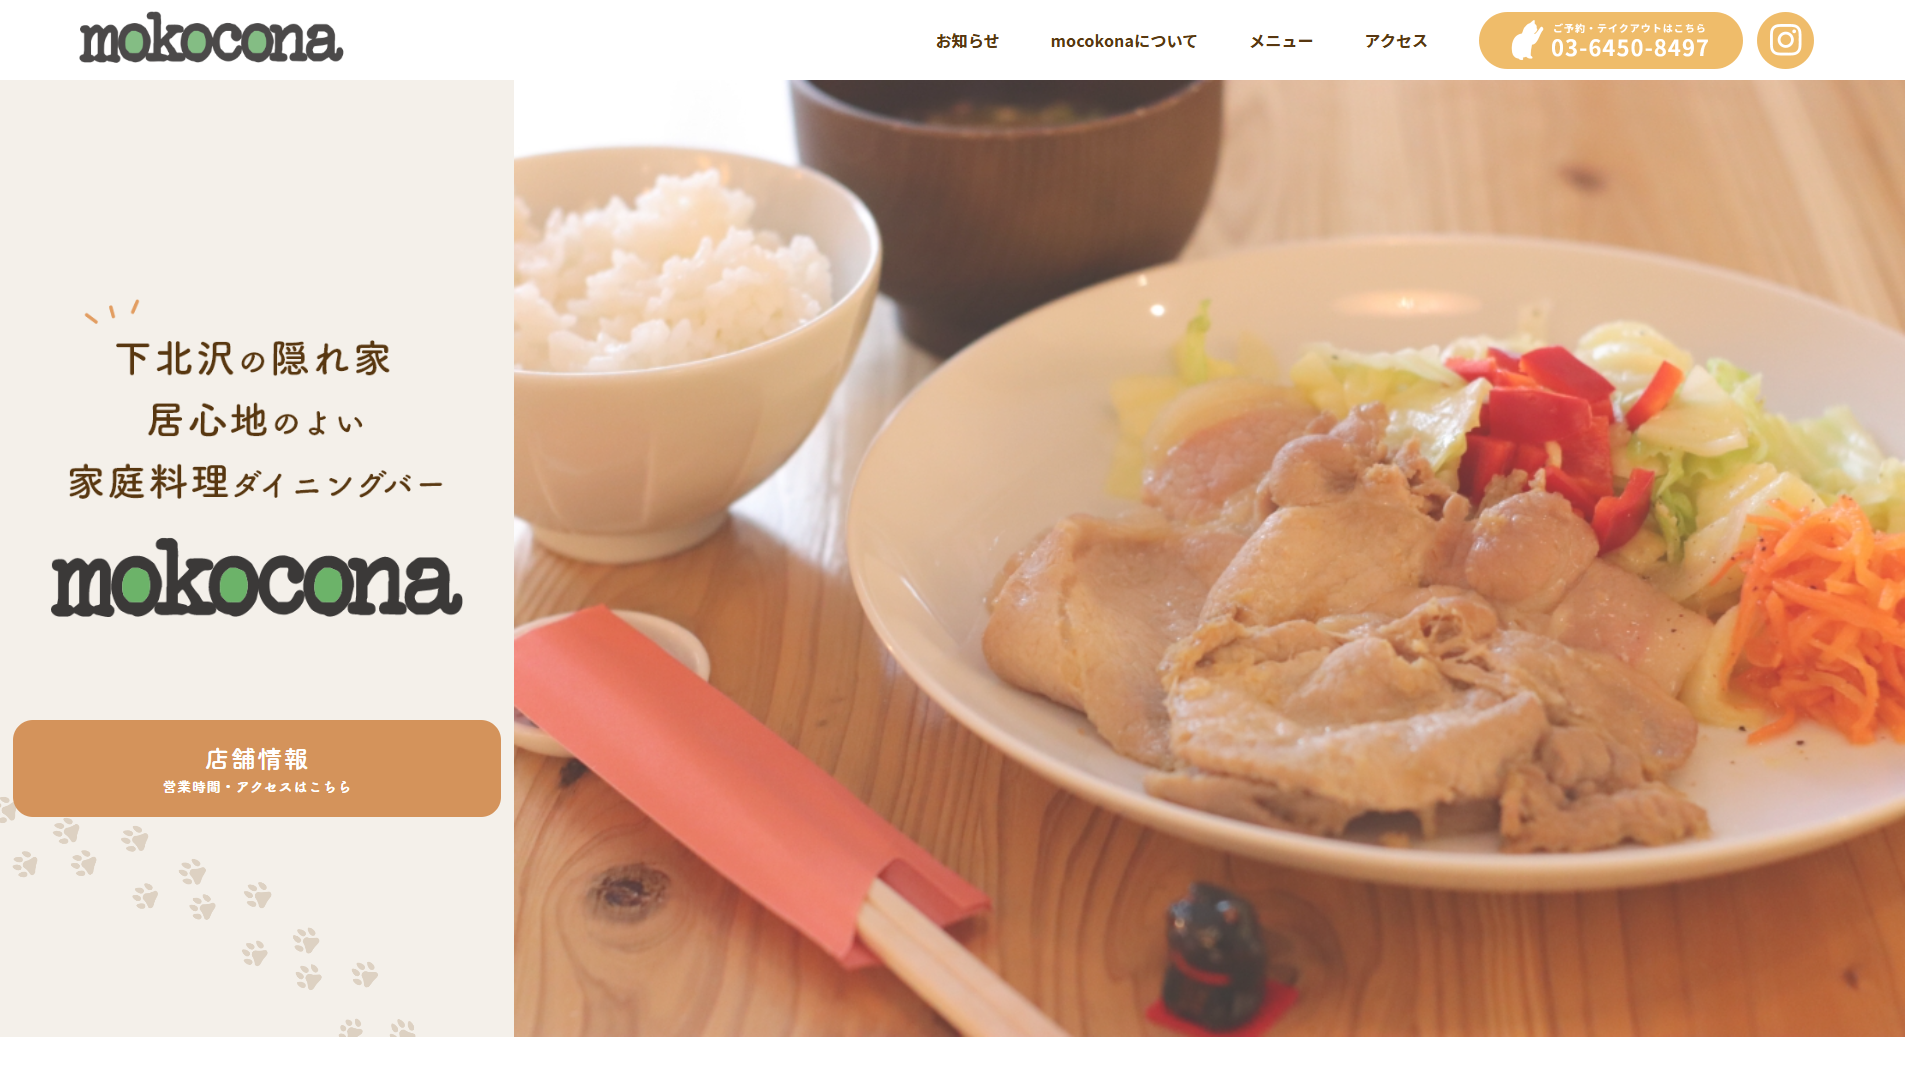 mokocona
お知らせ
mocokonaについて
メニュー
アクセス
ご予約・テイクアウトはこちら
03-6450-8497
下北沢の隠れ家
居心地のよい
家庭料理ダイニングバー
mokocona
店舗情報
営業時間・アクセスはこちら